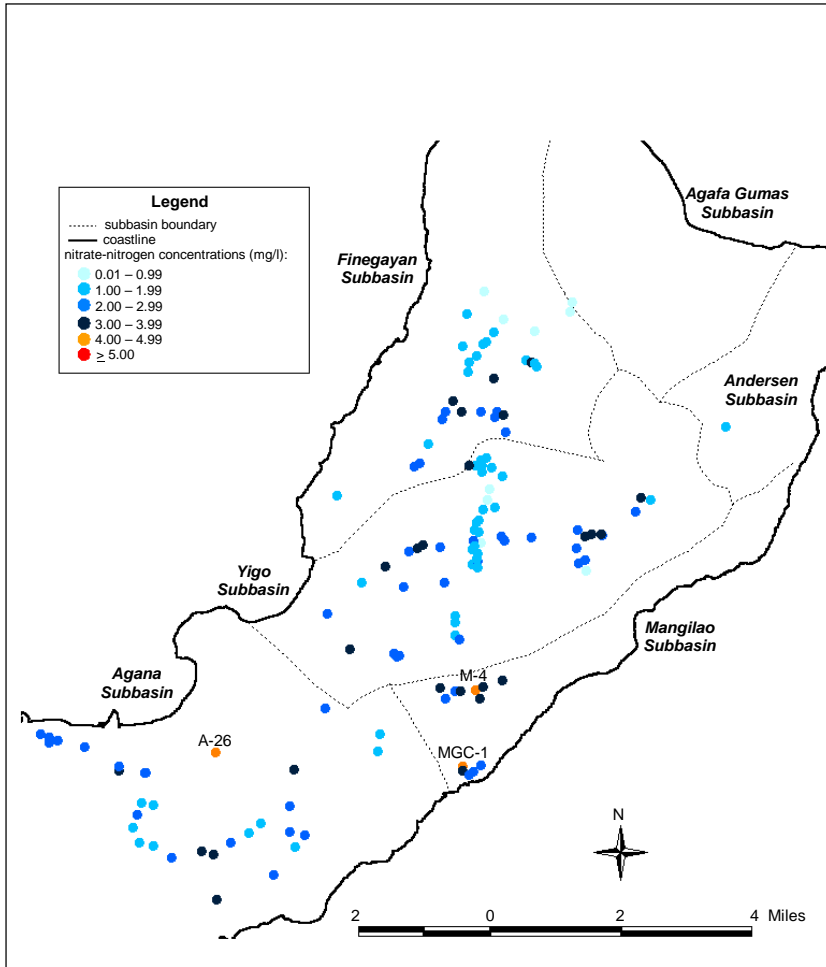 Agafa Gumas
Subbasin
Legend
subbasin boundary
coastline
nitrate-nitrogen concentrations (mg/l):
0.01 – 0.99
1.00 – 1.99
2.00 – 2.99
3.00 – 3.99
4.00 – 4.99
≥ 5.00
Finegayan
Subbasin
Andersen
Subbasin
Yigo
Subbasin
Mangilao
Subbasin
Agana
Subbasin
M-4
A-26
MGC-1
N
2 0 2 4 Miles